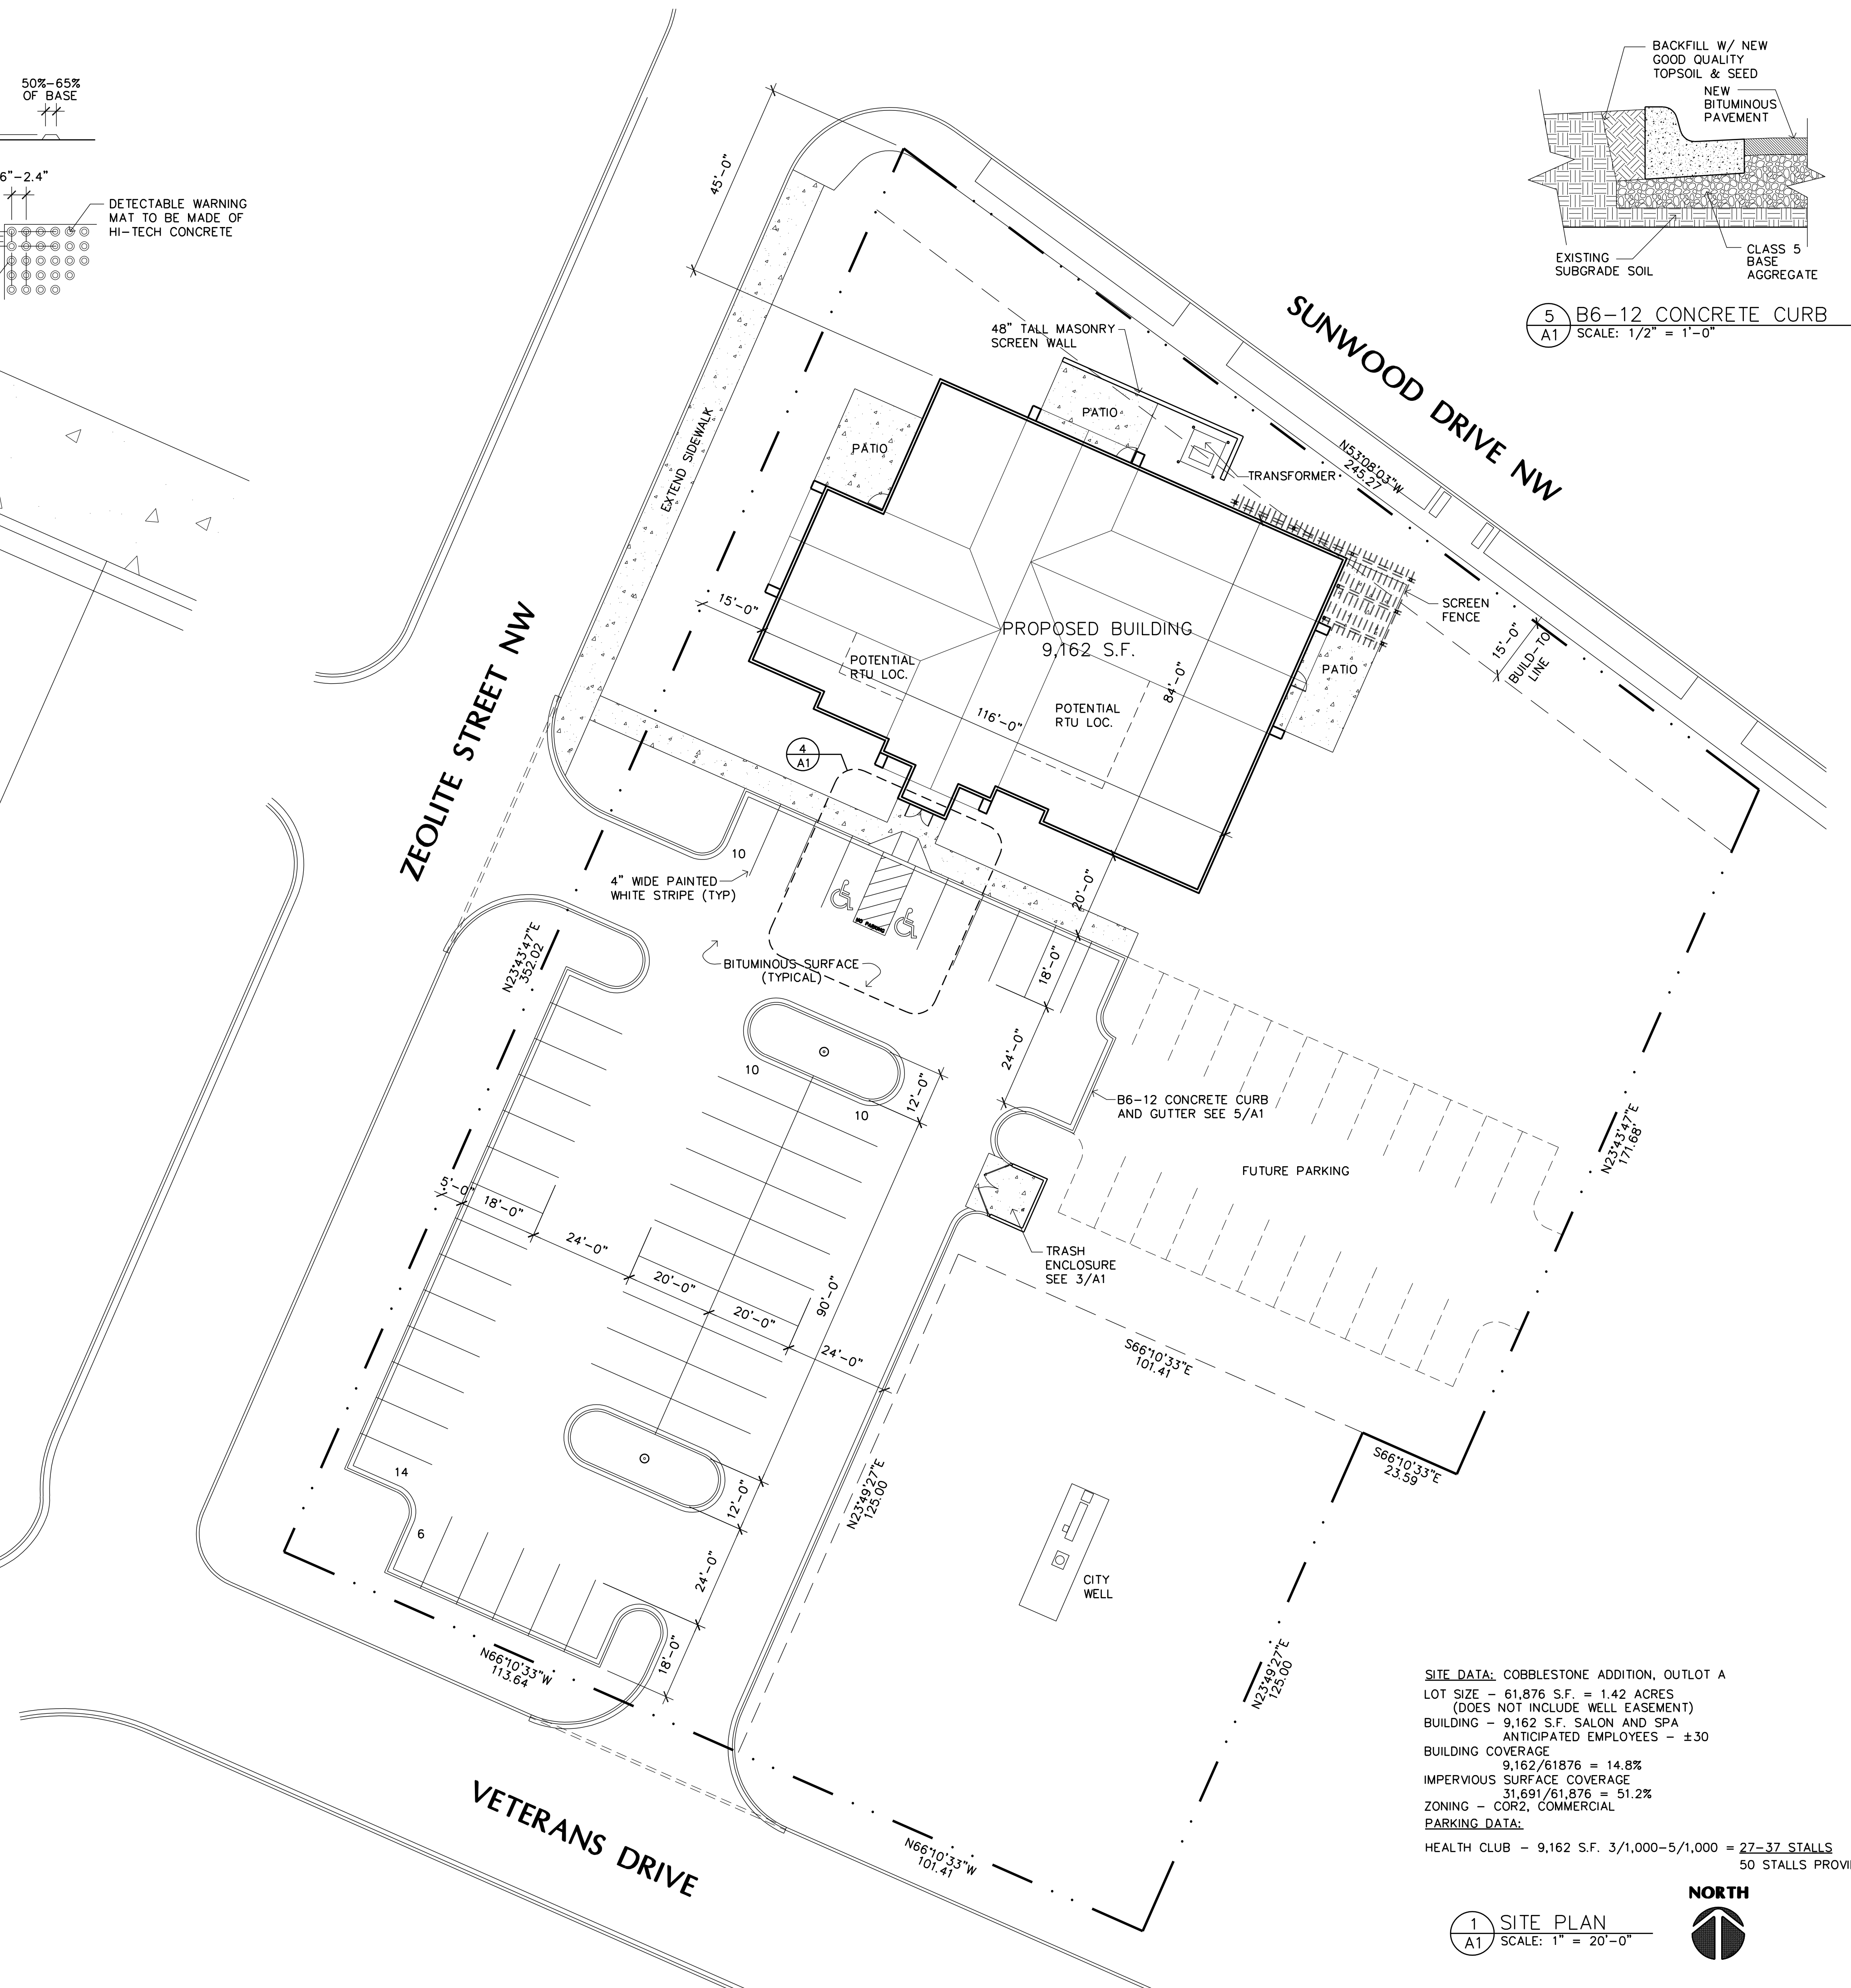 50%-65%
OF BASE
6"-2.4"
DETECTABLE WARNING
MAT TO BE MADE OF
HI-TECH CONCRETE
BACKFILL W/ NEW
GOOD QUALITY
TOPSOIL & SEED
NEW
BITUMINOUS
PAVEMENT
EXISTING
SUBGRADE SOIL
CLASS 5
BASE
AGGREGATE
5
A1
B6-12 CONCRETE CURB
SCALE: 1/2" = 1'-0"
45'-0"
SUNWOOD DRIVE NW
48" TALL MASONRY
SCREEN WALL
PATIO
PATIO
EXTEND SIDEWALK
TRANSFORMER
N53°08'03"W
245.27
SCREEN
FENCE
15'-0"
BUILD-TO
LINE
15'-0"
PROPOSED BUILDING
9,162 S.F.
POTENTIAL
RTU LOC.
POTENTIAL
RTU LOC.
84'-0"
116'-0"
PATIO
ZEOLITE STREET NW
4
A1
10
4" WIDE PAINTED
WHITE STRIPE (TYP)
NO PARKING
20'-0"
BITUMINOUS SURFACE
(TYPICAL)
18'-0"
N23°43'47"E
352.02
24'-0"
10
10
12'-0"
B6-12 CONCRETE CURB
AND GUTTER SEE 5/A1
N23°43'47"E
171.68'
FUTURE PARKING
5'-0"
18'-0"
24'-0"
20'-0"
20'-0"
90'-0"
24'-0"
TRASH
ENCLOSURE
SEE 3/A1
S66°10'33"E
101.41
S66°10'33"E
23.59
14
6
12'-0"
N23°49'27"E
125.00
24'-0"
CITY
WELL
18'-0"
N66°10'33"W
113.64
N23°49'27"E
125.00
VETERANS DRIVE
N66°10'33"W
101.41
SITE DATA: COBBLESTONE ADDITION, OUTLOT A
LOT SIZE - 61,876 S.F. = 1.42 ACRES
(DOES NOT INCLUDE WELL EASEMENT)
BUILDING - 9,162 S.F. SALON AND SPA
ANTICIPATED EMPLOYEES - ±30
BUILDING COVERAGE
9,162/61876 = 14.8%
IMPERVIOUS SURFACE COVERAGE
31,691/61,876 = 51.2%
ZONING - COR2, COMMERCIAL
PARKING DATA:
HEALTH CLUB - 9,162 S.F. 3/1,000-5/1,000 = 27-37 STALLS
50 STALLS PROVI
NORTH
1
A1
SITE PLAN
SCALE: 1" = 20'-0"